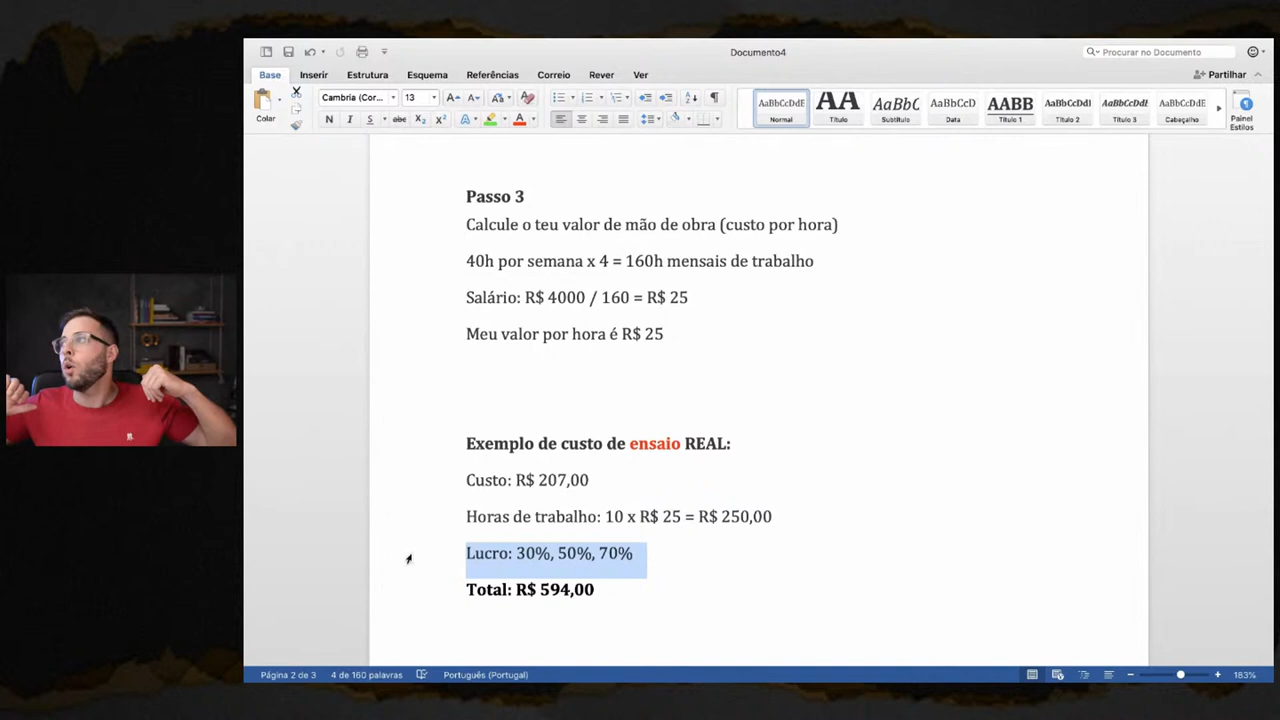 Documento4
Procurar no Documento
Base Inserir Estrutura Esquema Referências Correio Rever Ver
Partilhar
Colar
Cambria (Cor... 13
N I S abc X₂ X²
AaBbCcDdE AA AaBbC AaBbCcD AABB AaBbCcDdI AaBbCcDdE AaBbCcDdE
Normal Título Subtítulo Data Título 1 Título 2 Título 3 Cabeçalho
Painel
Estilos
Passo 3
Calcule o teu valor de mão de obra (custo por hora)
40h por semana x 4 = 160h mensais de trabalho
Salário: R$ 4000 / 160 = R$ 25
Meu valor por hora é R$ 25
Exemplo de custo de ensaio REAL:
Custo: R$ 207,00
Horas de trabalho: 10 x R$ 25 = R$ 250,00
Lucro: 30%, 50%, 70%
Total: R$ 594,00
Página 2 de 3 4 de 160 palavras Português (Portugal) 183%